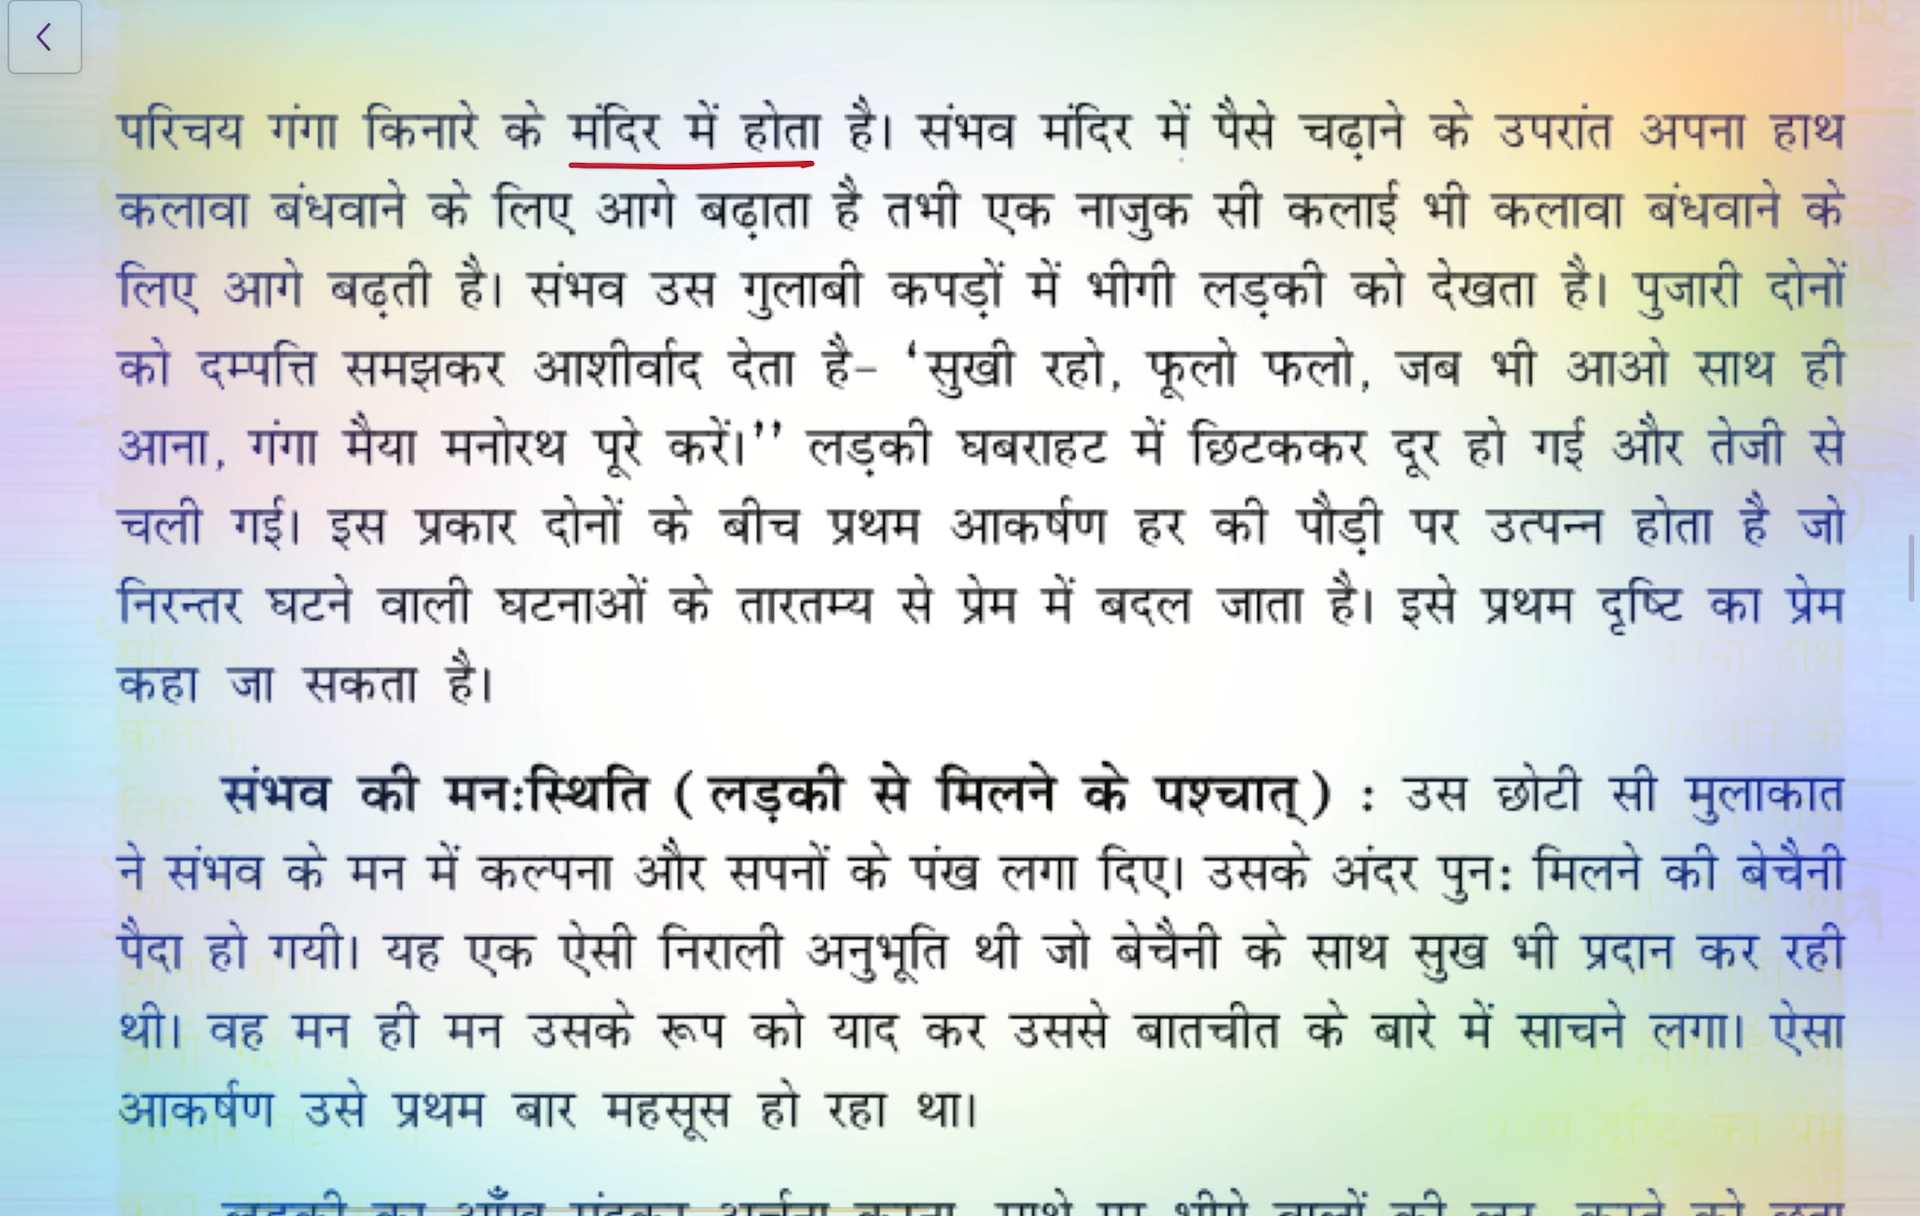 परिचय गंगा किनारे के मंदिर में होता है। संभव मंदिर में पैसे चढ़ाने के उपरांत अपना हाथ
कलावा बंधवाने के लिए आगे बढ़ाता है तभी एक नाजुक सी कलाई भी कलावा बंधवाने के
लिए आगे बढ़ती है। संभव उस गुलाबी कपड़ों में भीगी लड़की को देखता है। पुजारी दोनों
को दम्पत्ति समझकर आशीर्वाद देता है– ‘सुखी रहो, फूलो फलो, जब भी आओ साथ ही
आना, गंगा मैया मनोरथ पूरे करें।’’ लड़की घबराहट में छिटककर दूर हो गई और तेजी से
चली गई। इस प्रकार दोनों के बीच प्रथम आकर्षण हर की पौड़ी पर उत्पन्न होता है जो
निरन्तर घटने वाली घटनाओं के तारतम्य से प्रेम में बदल जाता है। इसे प्रथम दृष्टि का प्रेम
कहा जा सकता है।
संभव की मनःस्थिति ( लड़की से मिलने के पश्चात् ) : उस छोटी सी मुलाकात
ने संभव के मन में कल्पना और सपनों के पंख लगा दिए। उसके अंदर पुनः मिलने की बेचैनी
पैदा हो गयी। यह एक ऐसी निराली अनुभूति थी जो बेचैनी के साथ सुख भी प्रदान कर रही
थी। वह मन ही मन उसके रूप को याद कर उससे बातचीत के बारे में साचने लगा। ऐसा
आकर्षण उसे प्रथम बार महसूस हो रहा था।